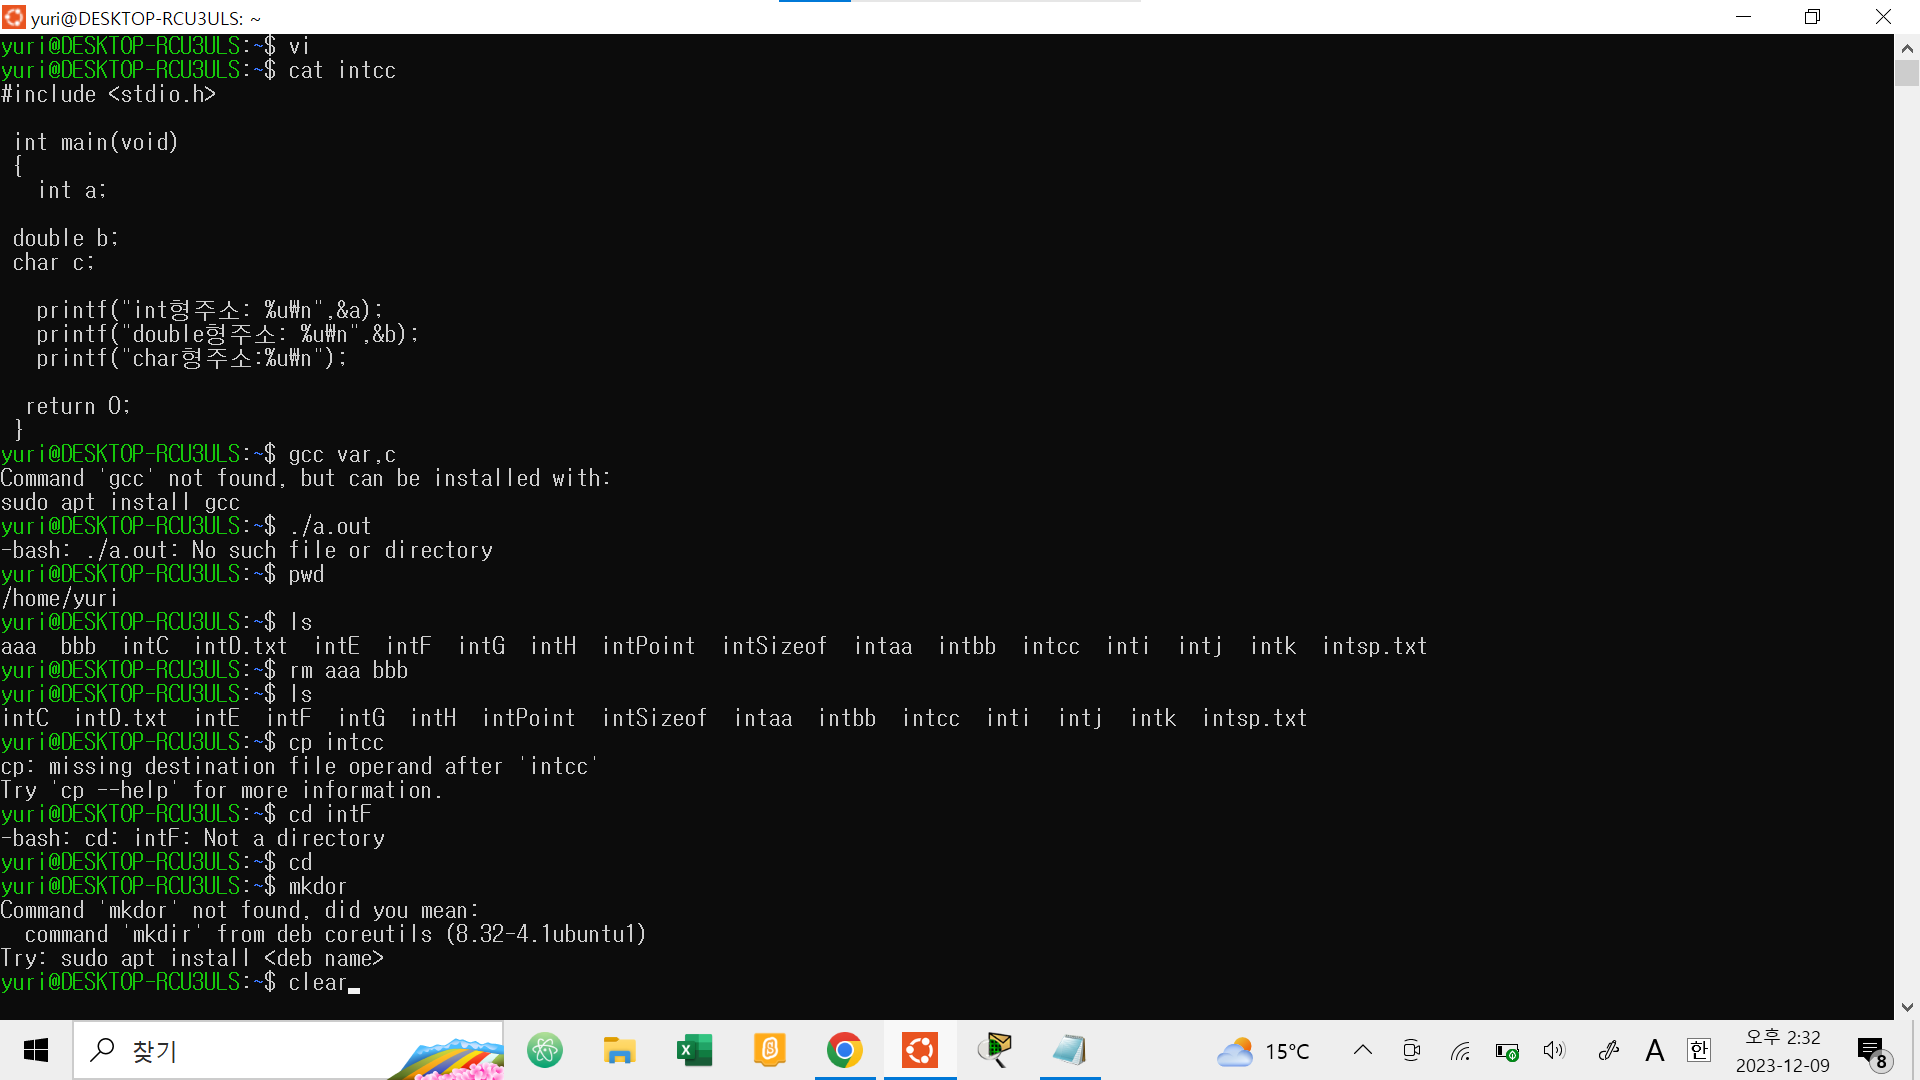 yuri@DESKTOP-RCU3ULS: ~
yuri@DESKTOP-RCU3ULS:~$ vi
yuri@DESKTOP-RCU3ULS:~$ cat intcc
#include <stdio.h>
int main(void)
{
int a;
double b;
char c;
printf("int형주소: %u₩n",&a);
printf("double형주소: %u₩n",&b);
printf("char형주소:%u₩n");
return 0;
}
yuri@DESKTOP-RCU3ULS:~$ gcc var,c
Command 'gcc' not found, but can be installed with:
sudo apt install gcc
yuri@DESKTOP-RCU3ULS:~$ ./a.out
-bash: ./a.out: No such file or directory
yuri@DESKTOP-RCU3ULS:~$ pwd
/home/yuri
yuri@DESKTOP-RCU3ULS:~$ ls
aaa bbb intC intD.txt intE intF intG intH intPoint intSizeof intaa intbb intcc inti intj intk intsp.txt
yuri@DESKTOP-RCU3ULS:~$ rm aaa bbb
yuri@DESKTOP-RCU3ULS:~$ ls
intC intD.txt intE intF intG intH intPoint intSizeof intaa intbb intcc inti intj intk intsp.txt
yuri@DESKTOP-RCU3ULS:~$ cp intcc
cp: missing destination file operand after 'intcc'
Try 'cp --help' for more information.
yuri@DESKTOP-RCU3ULS:~$ cd intF
-bash: cd: intF: Not a directory
yuri@DESKTOP-RCU3ULS:~$ cd
yuri@DESKTOP-RCU3ULS:~$ mkdor
Command 'mkdor' not found, did you mean:
command 'mkdir' from deb coreutils (8.32-4.1ubuntu1)
Try: sudo apt install <deb name>
yuri@DESKTOP-RCU3ULS:~$ clear
찾기
15°C
A
한
오후 2:32
2023-12-09
8